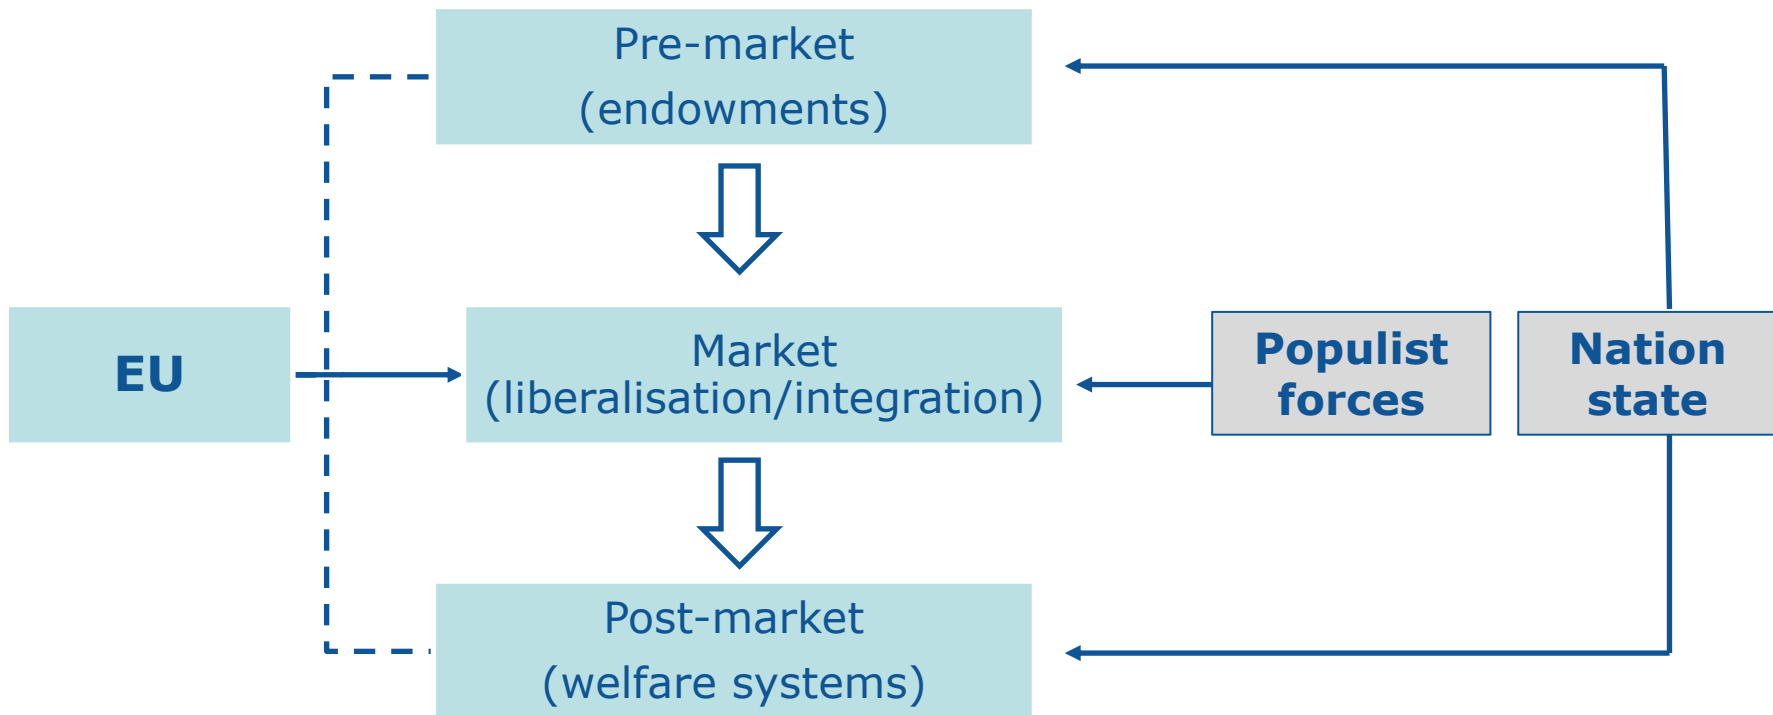 Pre-market
(endowments)
EU
Market
(liberalisation/integration)
Populist
forces
Nation
state
Post-market
(welfare systems)